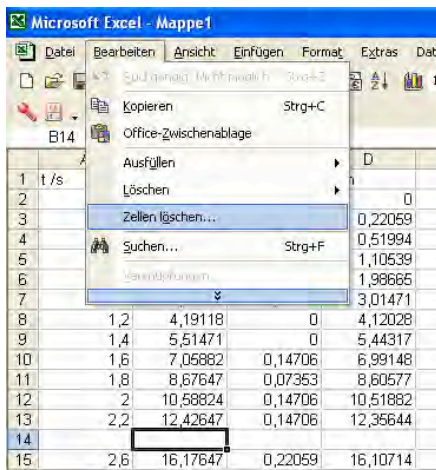 Microsoft Excel - Mappe1
Datei Bearbeiten Ansicht Einfügen Format Extras Dat
Kopieren Strg+C
B14 Office-Zwischenablage
Ausfüllen D
1 t /s Löschen
2 Zellen löschen... 0
3 0,22059
4 Suchen... Strg+F 0,51994
5 1,10539
6 1,98665
7 3,01471
8 1,2 4,19118 0 4,12028
9 1,4 5,51471 0 5,44317
10 1,6 7,05882 0,14706 6,99148
11 1,8 8,67647 0,07353 8,60577
12 2 10,58824 0,14706 10,51882
13 2,2 12,42647 0,14706 12,35644
14
15 2,6 16,17647 0,22059 16,10714